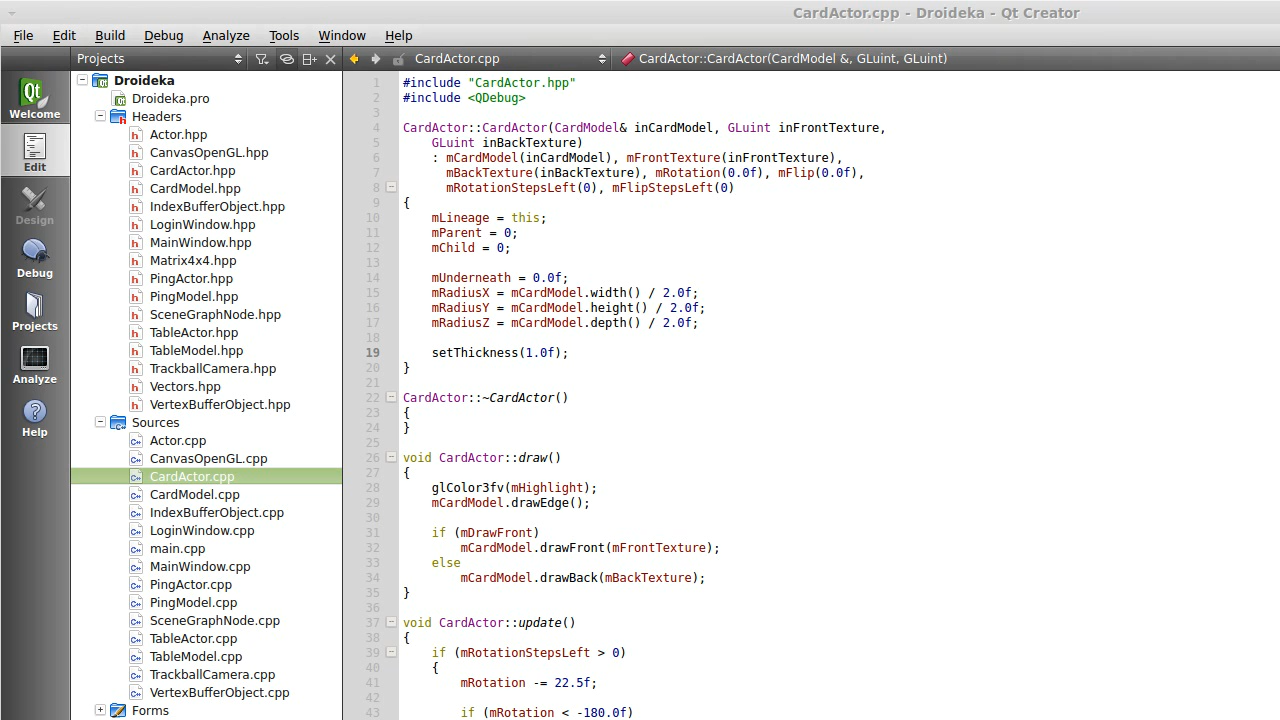 CardActor.cpp - Droideka - Qt Creator
File Edit Build Debug Analyze Tools Window Help
Projects
CardActor.cpp
CardActor::CardActor(CardModel &, GLuint, GLuint)
Qt
Welcome
Edit
Design
Debug
Projects
Analyze
Help
Droideka
Droideka.pro
Headers
Actor.hpp
CanvasOpenGL.hpp
CardActor.hpp
CardModel.hpp
IndexBufferObject.hpp
LoginWindow.hpp
MainWindow.hpp
Matrix4x4.hpp
PingActor.hpp
PingModel.hpp
SceneGraphNode.hpp
TableActor.hpp
TableModel.hpp
TrackballCamera.hpp
Vectors.hpp
VertexBufferObject.hpp
Sources
Actor.cpp
CanvasOpenGL.cpp
CardActor.cpp
CardModel.cpp
IndexBufferObject.cpp
LoginWindow.cpp
main.cpp
MainWindow.cpp
PingActor.cpp
PingModel.cpp
SceneGraphNode.cpp
TableActor.cpp
TableModel.cpp
TrackballCamera.cpp
VertexBufferObject.cpp
Forms
1 #include "CardActor.hpp"
2 #include <QDebug>
3
4 CardActor::CardActor(CardModel& inCardModel, GLuint inFrontTexture,
5 GLuint inBackTexture)
6 : mCardModel(inCardModel), mFrontTexture(inFrontTexture),
7 mBackTexture(inBackTexture), mRotation(0.0f), mFlip(0.0f),
8 mRotationStepsLeft(0), mFlipStepsLeft(0)
9 {
10 mLineage = this;
11 mParent = 0;
12 mChild = 0;
13
14 mUnderneath = 0.0f;
15 mRadiusX = mCardModel.width() / 2.0f;
16 mRadiusY = mCardModel.height() / 2.0f;
17 mRadiusZ = mCardModel.depth() / 2.0f;
18
19 setThickness(1.0f);
20 }
21
22 CardActor::~CardActor()
23 {
24 }
25
26 void CardActor::draw()
27 {
28 glColor3fv(mHighlight);
29 mCardModel.drawEdge();
30
31 if (mDrawFront)
32 mCardModel.drawFront(mFrontTexture);
33 else
34 mCardModel.drawBack(mBackTexture);
35 }
36
37 void CardActor::update()
38 {
39 if (mRotationStepsLeft > 0)
40 {
41 mRotation -= 22.5f;
42
43 if (mRotation < -180.0f)